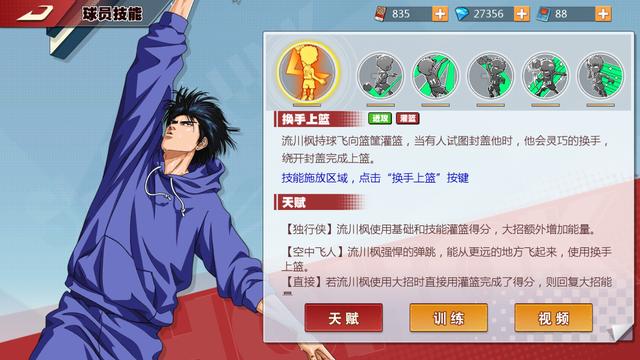 球员技能
835
27356
88
换手上篮 进攻 灌篮
流川枫持球飞向篮筐灌篮，当有人试图封盖他时，他会灵巧的换手，
绕开封盖完成上篮。
技能施放区域，点击“换手上篮”按键
天赋
【独行侠】流川枫使用基础和技能灌篮得分，大招额外增加能量。
【空中飞人】流川枫强悍的弹跳，能从更远的地方飞起来，使用换手
上篮。
【直接】若流川枫使用大招时直接用灌篮完成了得分，则回复大招能
天赋
训练
视频